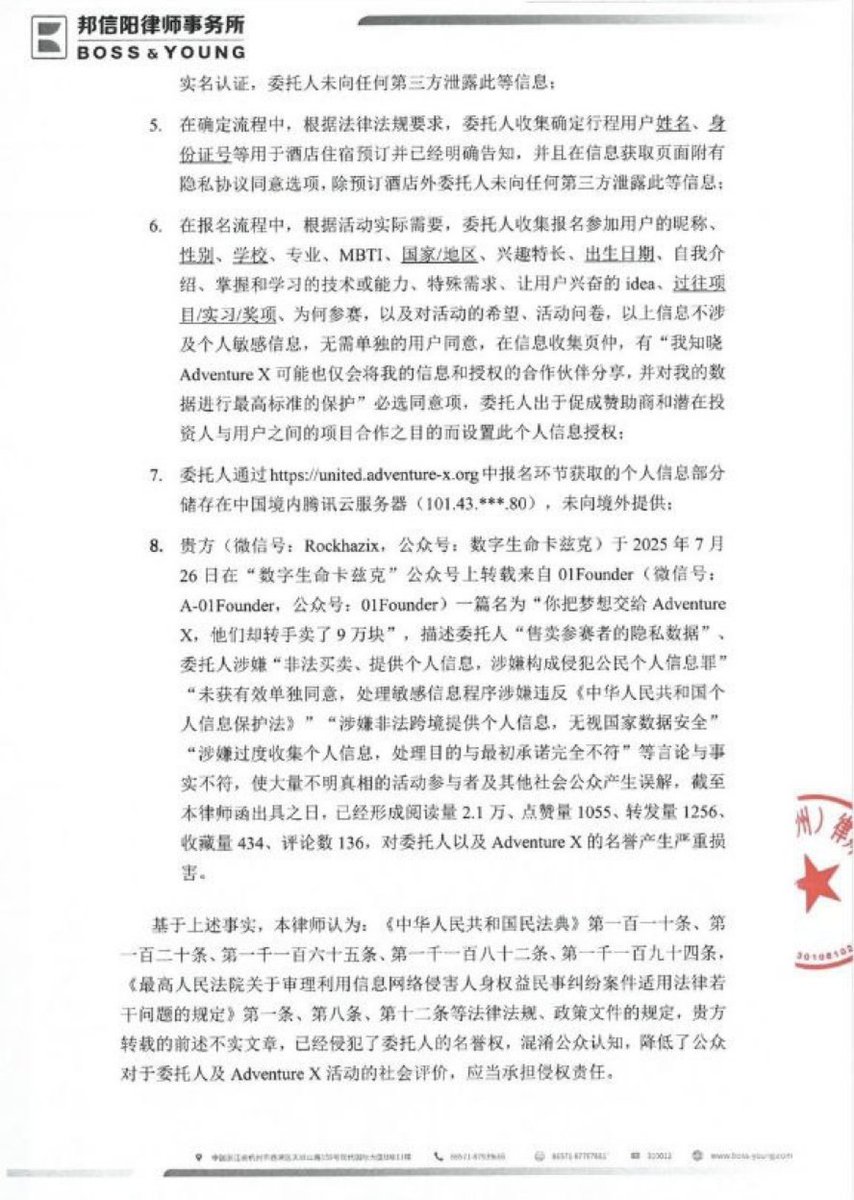 邦信阳律师事务所
BOSS & YOUNG
实名认证，委托人未向任何第三方泄露此等信息；
5. 在确定流程中，根据法律法规要求，委托人收集确定行程用户姓名、身
份证号等用于酒店住宿预订并已经明确告知，并且在信息获取页面附有
隐私协议同意选项，除预订酒店外委托人未向任何第三方泄露此等信息；
6. 在报名流程中，根据活动实际需要，委托人收集报名参加用户的昵称、
性别、学校、专业、MBTI、国家/地区、兴趣特长、出生日期、自我介
绍、掌握和学习的技术或能力、特殊需求、让用户兴奋的 idea、过往项
目/实习/奖项、为何参赛，以及对活动的希望、活动问卷，以上信息不涉
及个人敏感信息，无需单独的用户同意，在信息收集页仲，有“我知晓
Adventure X 可能也仅会将我的信息和授权的合作伙伴分享，并对我的数
据进行最高标准的保护”必选同意项，委托人出于促成赞助商和潜在投
资人与用户之间的项目合作之目的而设置此个人信息授权；
7. 委托人通过 https://united.adventure-x.org 中报名环节获取的个人信息部分
储存在中国境内腾讯云服务器（101.43.***.80），未向境外提供；
8. 贵方（微信号：Rockhazix，公众号：数字生命卡兹克）于 2025 年 7 月
26 日在“数字生命卡兹克”公众号上转载来自 01Founder（微信号：
A-01Founder，公众号：01Founder）一篇名为“你把梦想交给 Adventure
X，他们却转手卖了 9 万块”，描述委托人“售卖参赛者的隐私数据”、
委托人涉嫌“非法买卖、提供个人信息，涉嫌构成侵犯公民个人信息罪”
“未获有效单独同意，处理敏感信息程序涉嫌违反《中华人民共和国个
人信息保护法》”“涉嫌非法跨境提供个人信息，无视国家数据安全”
“涉嫌过度收集个人信息，处理目的与最初承诺完全不符”等言论与事
实不符，使大量不明真相的活动参与者及其他社会公众产生误解，截至
本律师函出具之日，已经形成阅读量 2.1 万、点赞量 1055、转发量 1256、
收藏量 434、评论数 136，对委托人以及 Adventure X 的名誉产生严重损
害。
基于上述事实，本律师认为：《中华人民共和国民法典》第一百一十条、第
一百二十条、第一千一百六十五条、第一千一百八十二条、第一千一百九十四条，
《最高人民法院关于审理利用信息网络侵害人身权益民事纠纷案件适用法律若
干问题的规定》第一条、第八条、第十二条等法律法规、政策文件的规定，贵方
转载的前述不实文章，已经侵犯了委托人的名誉权，混淆公众认知，降低了公众
对于委托人及 Adventure X 活动的社会评价，应当承担侵权责任。
州）律
30108102
310012
www.boss-young.com